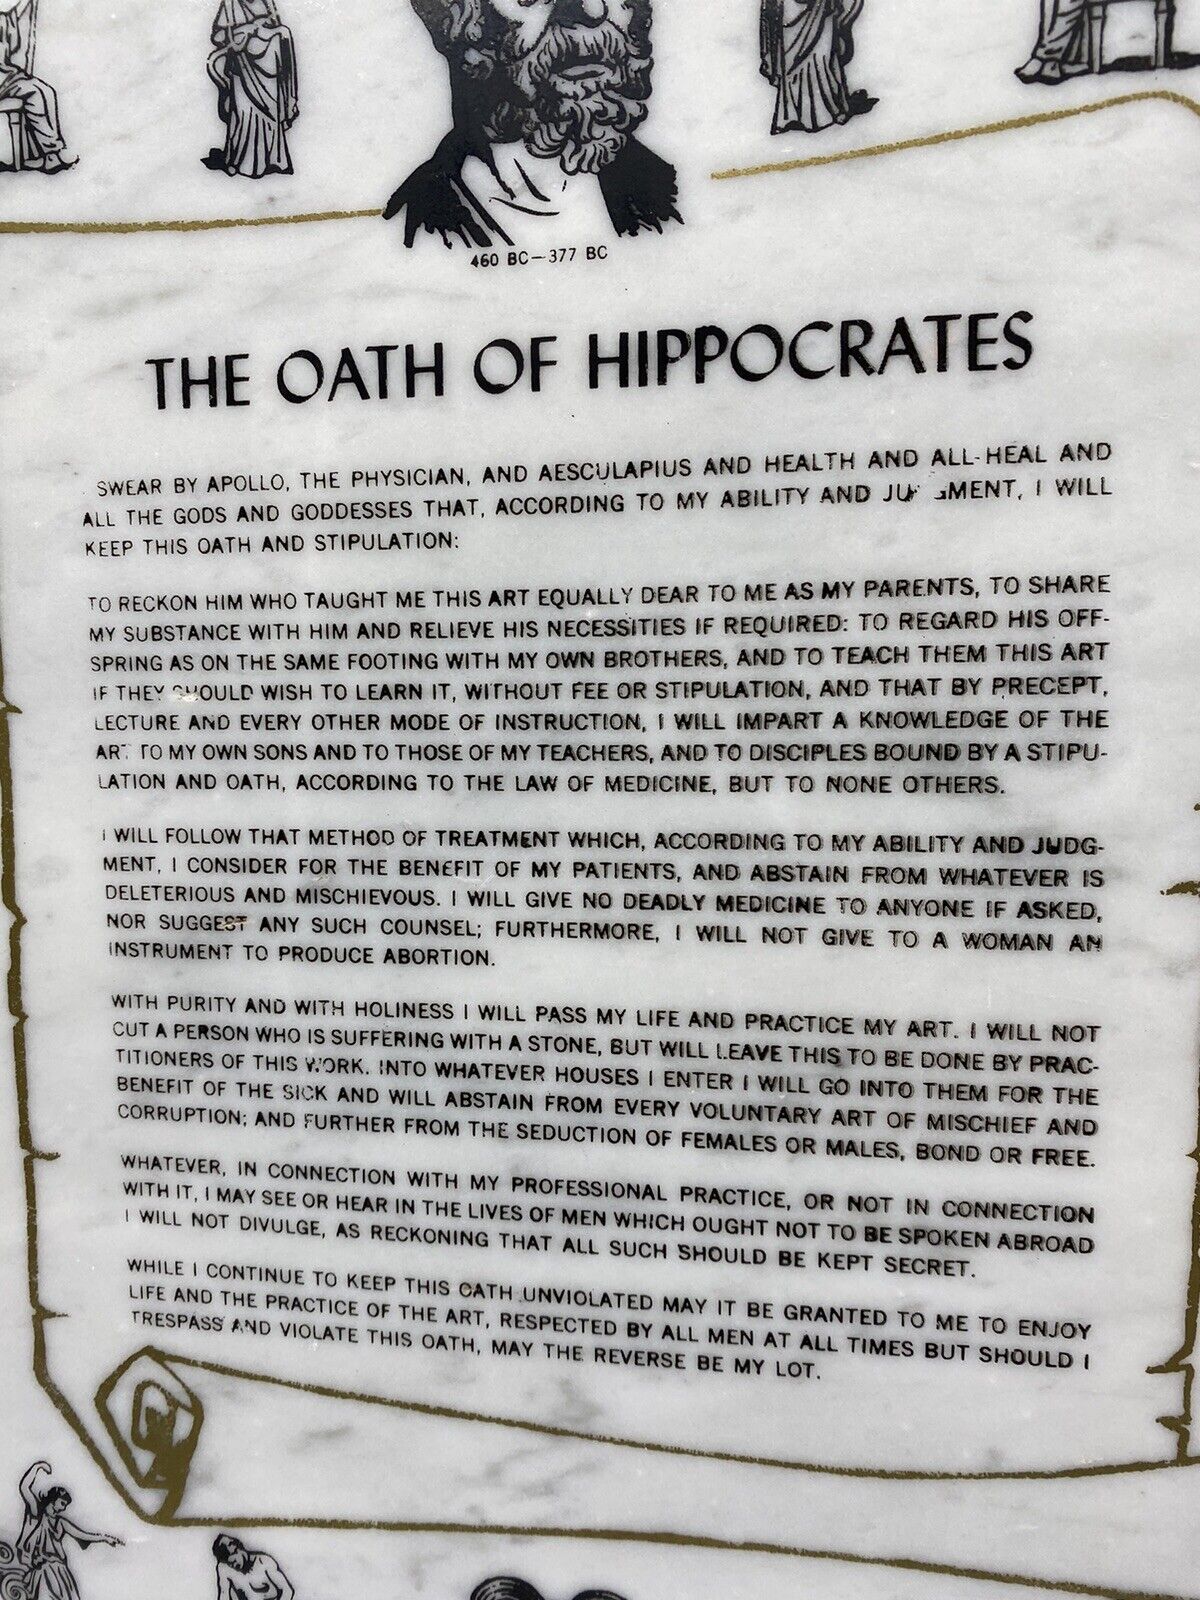 460 BC—377 BC
THE OATH OF HIPPOCRATES
SWEAR BY APOLLO, THE PHYSICIAN, AND AESCULAPIUS AND HEALTH AND ALL-HEAL AND
ALL THE GODS AND GODDESSES THAT, ACCORDING TO MY ABILITY AND JUDGMENT, I WILL
KEEP THIS OATH AND STIPULATION:
TO RECKON HIM WHO TAUGHT ME THIS ART EQUALLY DEAR TO ME AS MY PARENTS, TO SHARE
MY SUBSTANCE WITH HIM AND RELIEVE HIS NECESSITIES IF REQUIRED: TO REGARD HIS OFF-
SPRING AS ON THE SAME FOOTING WITH MY OWN BROTHERS, AND TO TEACH THEM THIS ART
IF THEY SHOULD WISH TO LEARN IT, WITHOUT FEE OR STIPULATION, AND THAT BY PRECEPT,
LECTURE AND EVERY OTHER MODE OF INSTRUCTION, I WILL IMPART A KNOWLEDGE OF THE
ART TO MY OWN SONS AND TO THOSE OF MY TEACHERS, AND TO DISCIPLES BOUND BY A STIPU-
LATION AND OATH, ACCORDING TO THE LAW OF MEDICINE, BUT TO NONE OTHERS.
I WILL FOLLOW THAT METHOD OF TREATMENT WHICH, ACCORDING TO MY ABILITY AND JUDG-
MENT, I CONSIDER FOR THE BENEFIT OF MY PATIENTS, AND ABSTAIN FROM WHATEVER IS
DELETERIOUS AND MISCHIEVOUS. I WILL GIVE NO DEADLY MEDICINE TO ANYONE IF ASKED,
NOR SUGGEST ANY SUCH COUNSEL; FURTHERMORE, I WILL NOT GIVE TO A WOMAN AN
INSTRUMENT TO PRODUCE ABORTION.
WITH PURITY AND WITH HOLINESS I WILL PASS MY LIFE AND PRACTICE MY ART. I WILL NOT
CUT A PERSON WHO IS SUFFERING WITH A STONE, BUT WILL LEAVE THIS TO BE DONE BY PRAC-
TITIONERS OF THIS WORK. INTO WHATEVER HOUSES I ENTER I WILL GO INTO THEM FOR THE
BENEFIT OF THE SICK AND WILL ABSTAIN FROM EVERY VOLUNTARY ART OF MISCHIEF AND
CORRUPTION; AND FURTHER FROM THE SEDUCTION OF FEMALES OR MALES, BOND OR FREE.
WHATEVER, IN CONNECTION WITH MY PROFESSIONAL PRACTICE, OR NOT IN CONNECTION
WITH IT, I MAY SEE OR HEAR IN THE LIVES OF MEN WHICH OUGHT NOT TO BE SPOKEN ABROAD
I WILL NOT DIVULGE, AS RECKONING THAT ALL SUCH SHOULD BE KEPT SECRET.
WHILE I CONTINUE TO KEEP THIS OATH UNVIOLATED MAY IT BE GRANTED TO ME TO ENJOY
LIFE AND THE PRACTICE OF THE ART, RESPECTED BY ALL MEN AT ALL TIMES BUT SHOULD I
TRESPASS AND VIOLATE THIS OATH, MAY THE REVERSE BE MY LOT.